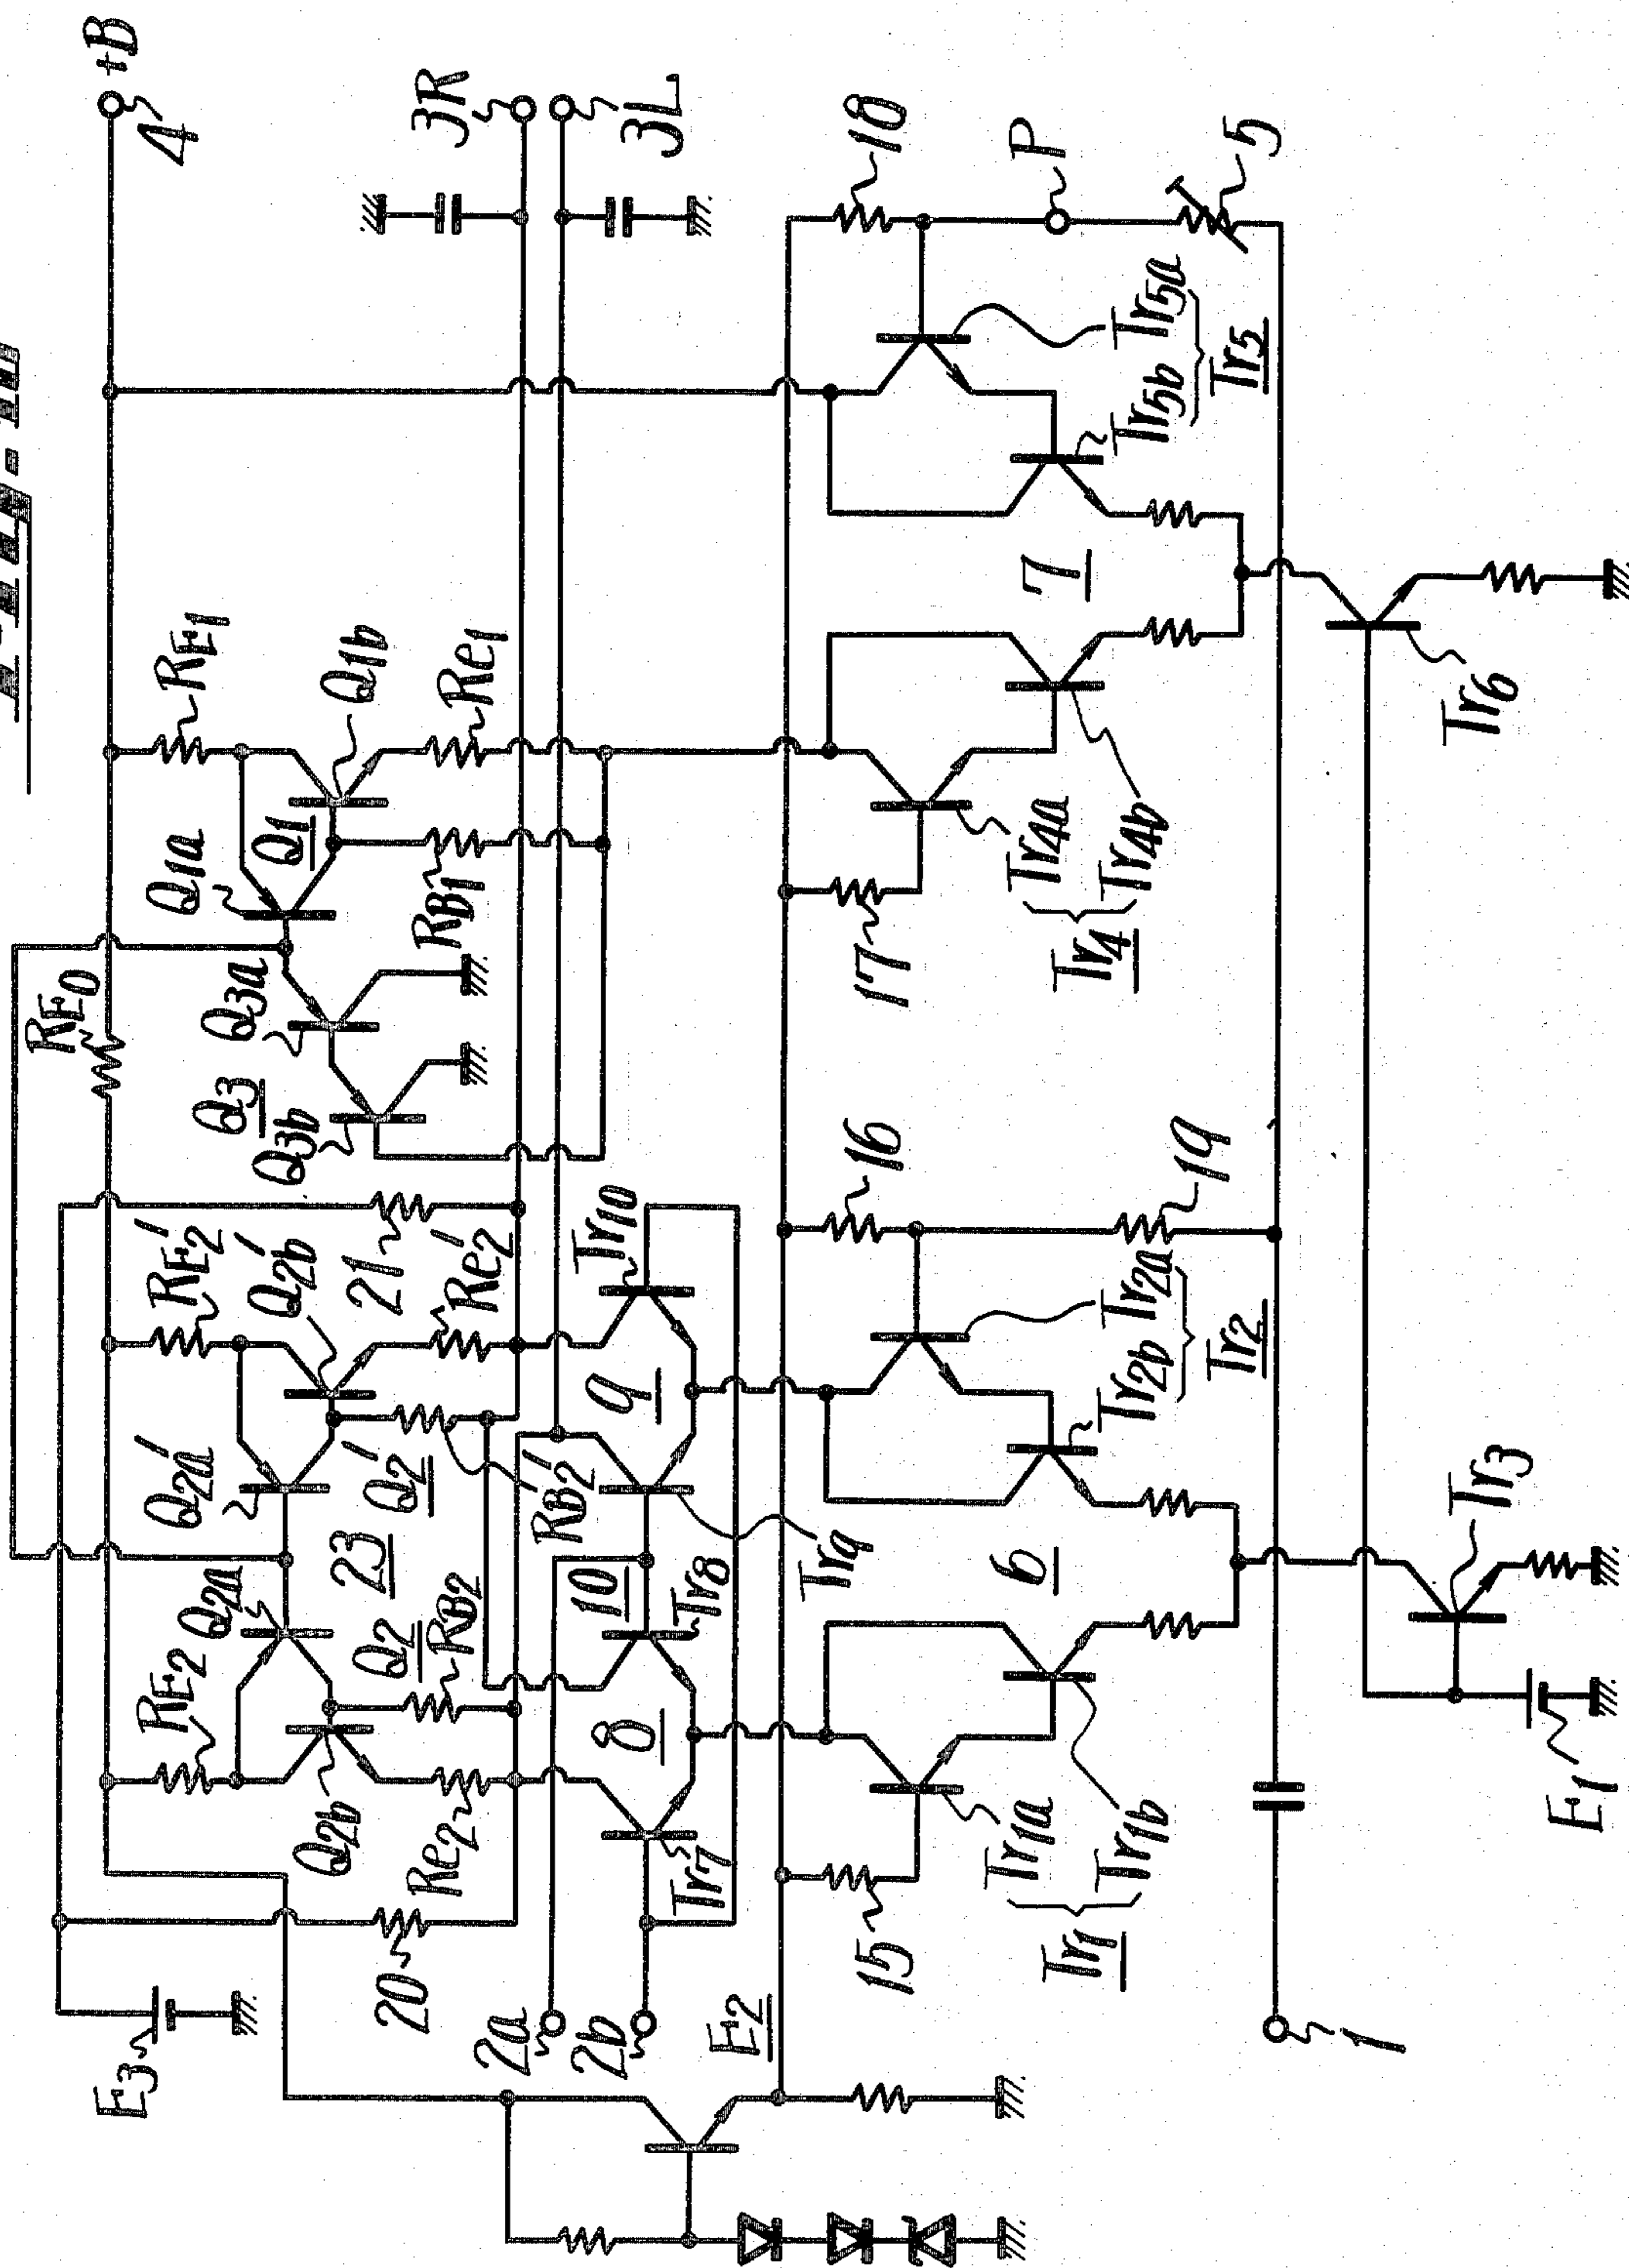 +B
4
3R
3L
18
P
5
Tr5a
Tr5b
Tr5
7
Tr6
RE1
Q1b
Re1
Q1a
Q1
RB1
Tr4a
Tr4b
Tr4
17
RE0
Q3a
Q3
Q3b
16
19
RE2'
Q2b'
21
Re2'
Tr10
Q2a'
Q2'
RB2'
9
Tr9
Tr2a
Tr2b
Tr2
Tr3
23
Q2a
Q2
RB2
10
Tr8
6
RE2
Q2b
Re2
8
Tr7
Tr1a
Tr1b
Tr1
15
E1
20
E3
2a
2b
E2
1